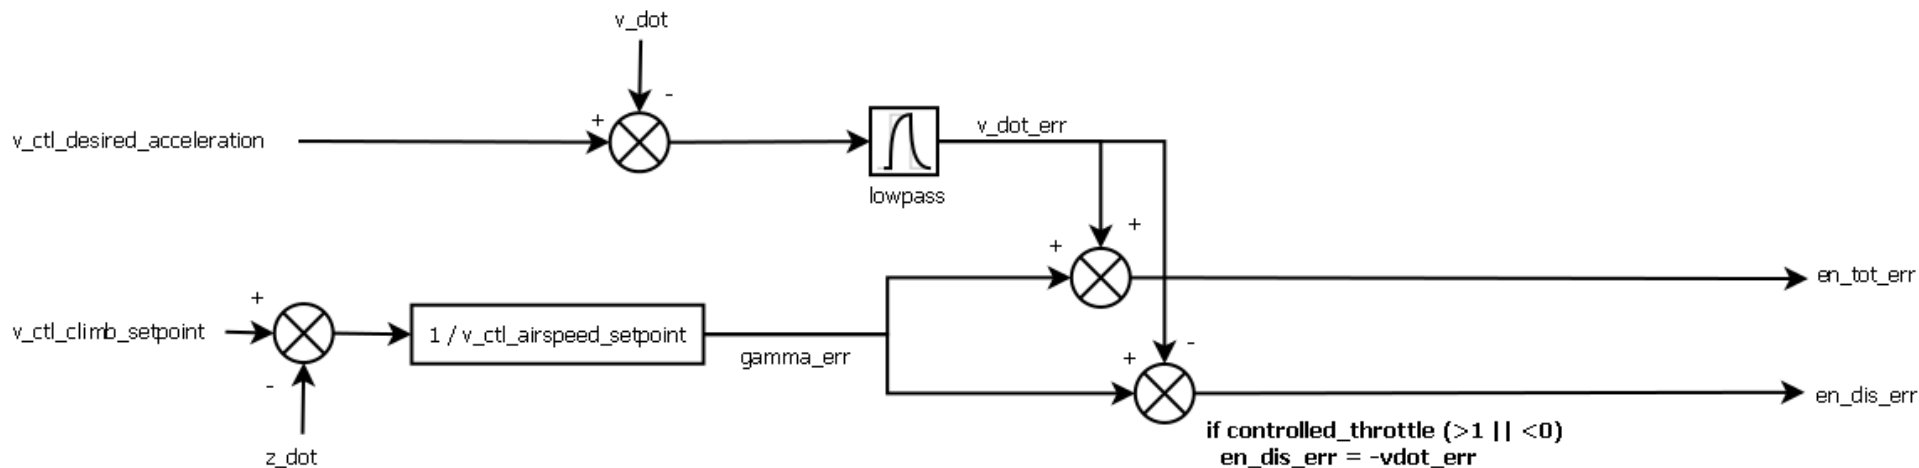 v_dot
-
+
v_ctl_desired_acceleration
v_dot_err
lowpass
+
+
en_tot_err
+
v_ctl_climb_setpoint
1 / v_ctl_airspeed_setpoint
-
gamma_err
+
-
en_dis_err
if controlled_throttle (>1 || <0)
en_dis_err = -vdot_err
z_dot